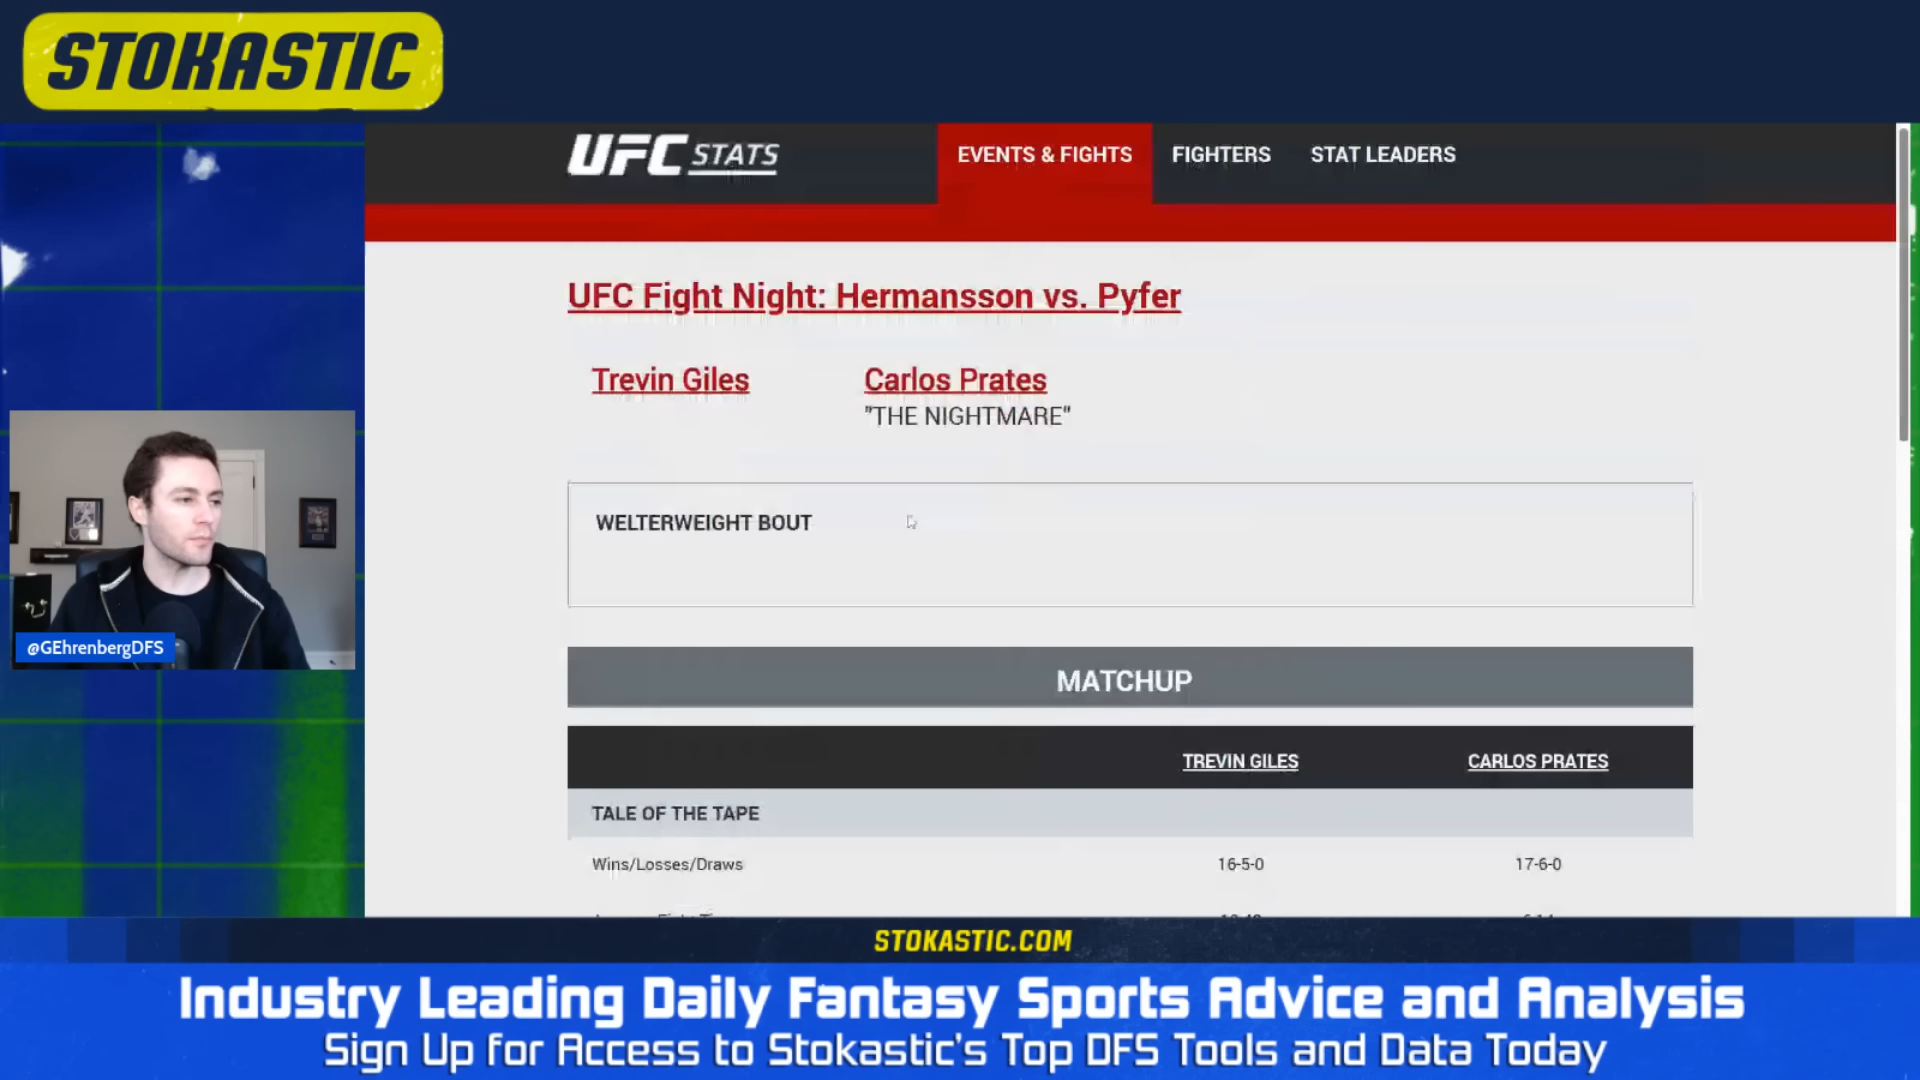 STOKASTIC
UFC STATS
EVENTS & FIGHTS
FIGHTERS
STAT LEADERS
UFC Fight Night: Hermansson vs. Pyfer
Trevin Giles
Carlos Prates
"THE NIGHTMARE"
WELTERWEIGHT BOUT
@GEhrenbergDFS
MATCHUP
TREVIN GILES
CARLOS PRATES
TALE OF THE TAPE
Wins/Losses/Draws
16-5-0
17-6-0
STOKASTIC.COM
Industry Leading Daily Fantasy Sports Advice and Analysis
Sign Up for Access to Stokastic's Top DFS Tools and Data Today